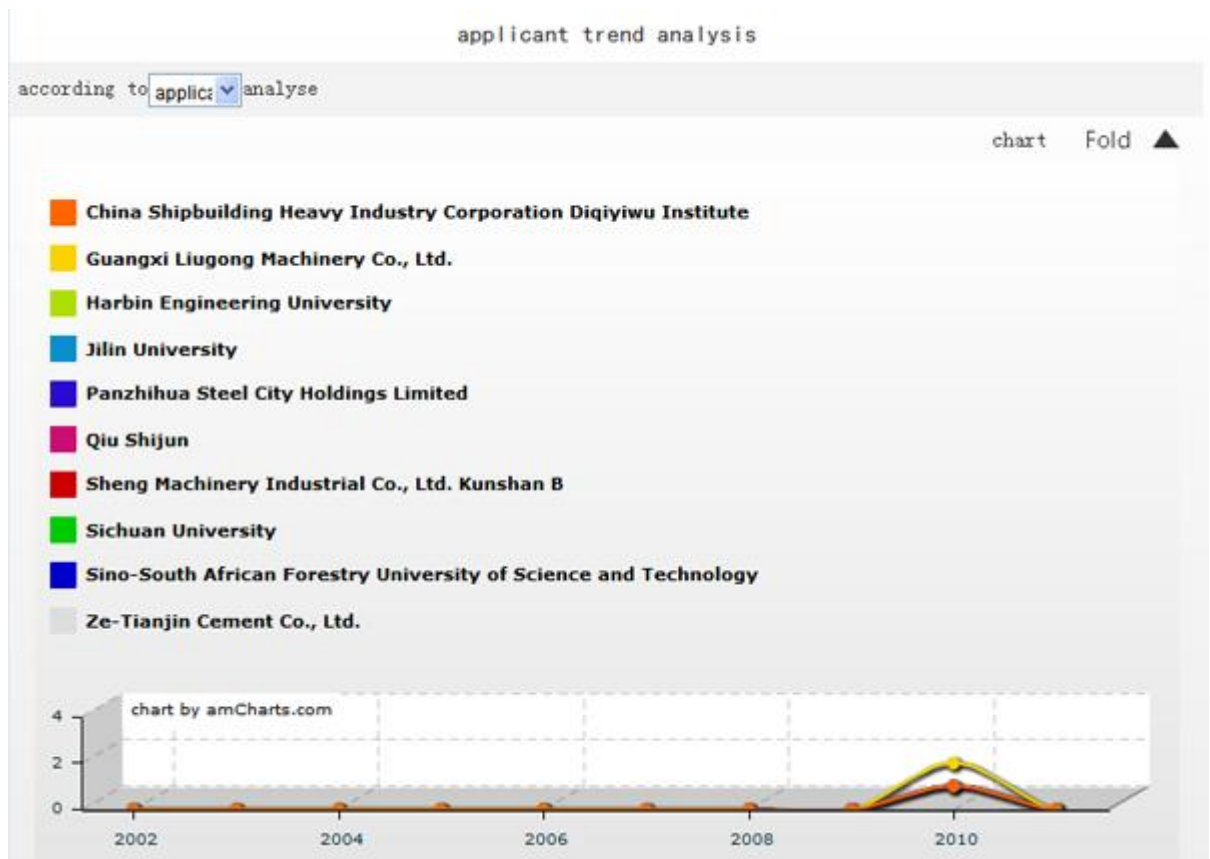 applicant trend analysis
according to applica analyse
chart Fold
China Shipbuilding Heavy Industry Corporation Diqiyiwu Institute
Guangxi Liugong Machinery Co., Ltd.
Harbin Engineering University
Jilin University
Panzhihua Steel City Holdings Limited
Qiu Shijun
Sheng Machinery Industrial Co., Ltd. Kunshan B
Sichuan University
Sino-South African Forestry University of Science and Technology
Ze-Tianjin Cement Co., Ltd.
chart by amCharts.com
4
2
0
2002 2004 2006 2008 2010